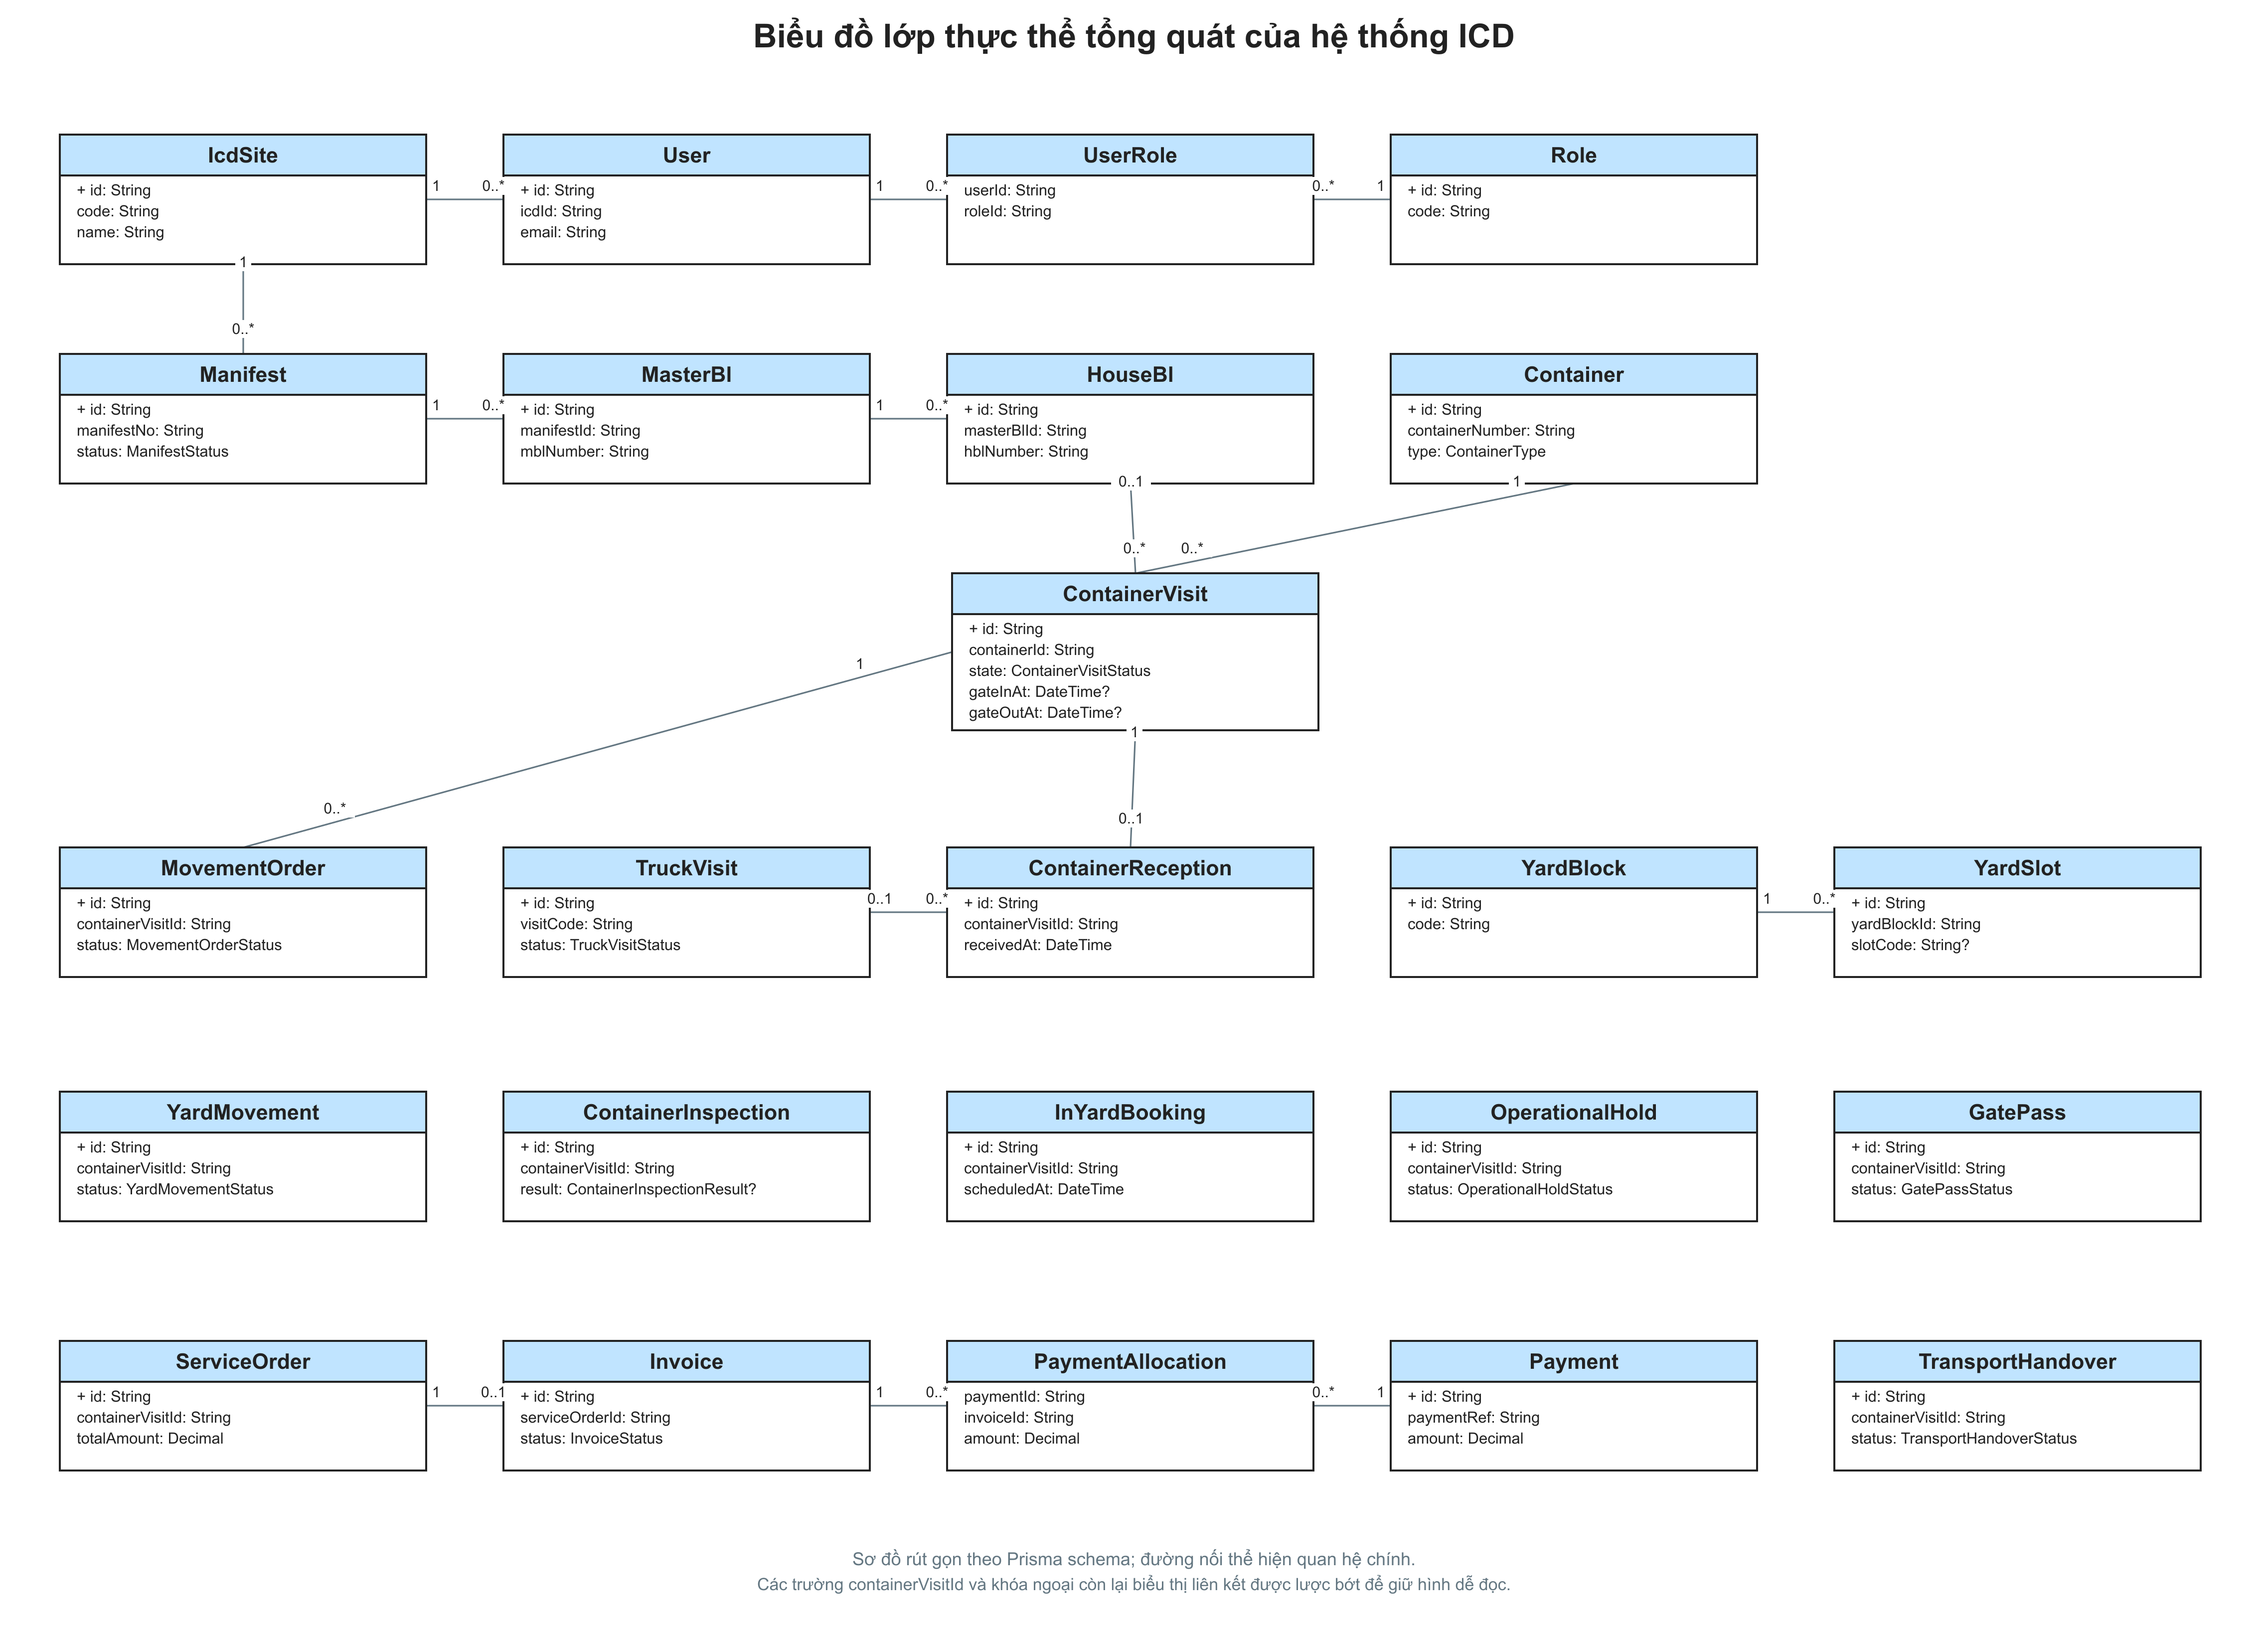 Biểu đồ lớp thực thể tổng quát của hệ thống ICD
IcdSite
+ id: String
code: String
name: String
1
0..*
User
+ id: String
icdId: String
email: String
1
0..*
UserRole
userId: String
roleId: String
0..*
1
Role
+ id: String
code: String
1
0..*
Manifest
+ id: String
manifestNo: String
status: ManifestStatus
1
0..*
MasterBl
+ id: String
manifestId: String
mblNumber: String
1
0..*
HouseBl
+ id: String
masterBlId: String
hblNumber: String
0..1
Container
+ id: String
containerNumber: String
type: ContainerType
1
0..*
0..*
ContainerVisit
+ id: String
containerId: String
state: ContainerVisitStatus
gateInAt: DateTime?
gateOutAt: DateTime?
1
1
0..*
0..1
MovementOrder
+ id: String
containerVisitId: String
status: MovementOrderStatus
TruckVisit
+ id: String
visitCode: String
status: TruckVisitStatus
0..1
0..*
ContainerReception
+ id: String
containerVisitId: String
receivedAt: DateTime
YardBlock
+ id: String
code: String
1
0..*
YardSlot
+ id: String
yardBlockId: String
slotCode: String?
YardMovement
+ id: String
containerVisitId: String
status: YardMovementStatus
ContainerInspection
+ id: String
containerVisitId: String
result: ContainerInspectionResult?
InYardBooking
+ id: String
containerVisitId: String
scheduledAt: DateTime
OperationalHold
+ id: String
containerVisitId: String
status: OperationalHoldStatus
GatePass
+ id: String
containerVisitId: String
status: GatePassStatus
ServiceOrder
+ id: String
containerVisitId: String
totalAmount: Decimal
1
0..1
Invoice
+ id: String
serviceOrderId: String
status: InvoiceStatus
1
0..*
PaymentAllocation
paymentId: String
invoiceId: String
amount: Decimal
0..*
1
Payment
+ id: String
paymentRef: String
amount: Decimal
TransportHandover
+ id: String
containerVisitId: String
status: TransportHandoverStatus
Sơ đồ rút gọn theo Prisma schema; đường nối thể hiện quan hệ chính.
Các trường containerVisitId và khóa ngoại còn lại biểu thị liên kết được lược bớt để giữ hình dễ đọc.